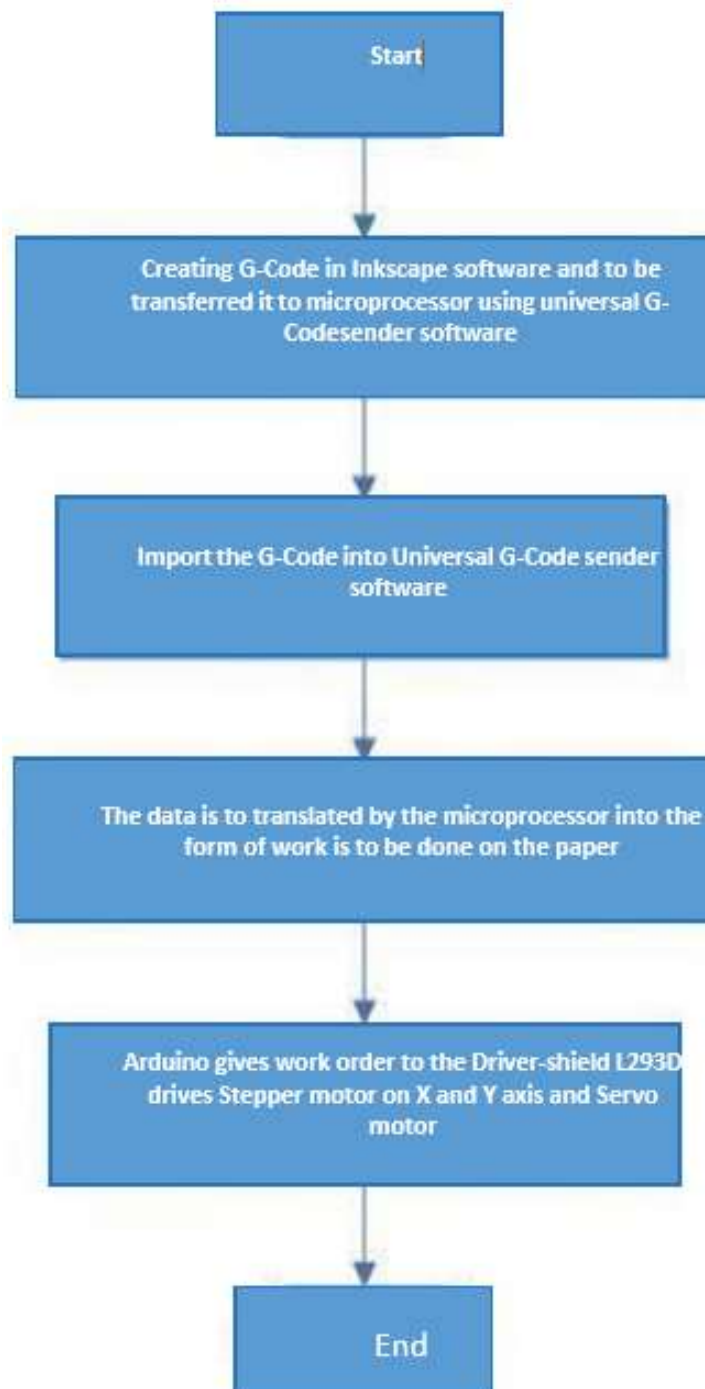 Start
Creating G-Code in Inkscape software and to be
transferred it to microprocessor using universal G-
Codesender software
Import the G-Code into Universal G-Code sender
software
The data is to translated by the microprocessor into the
form of work is to be done on the paper
Arduino gives work order to the Driver-shield L293D
drives Stepper motor on X and Y axis and Servo
motor
End